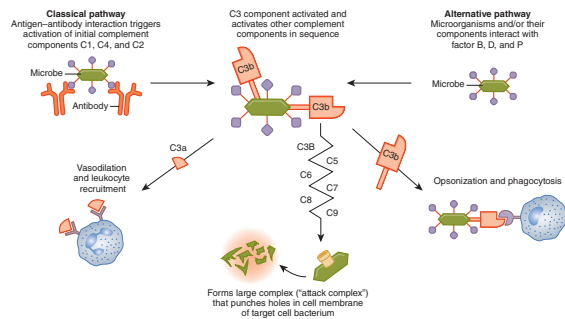 Classical pathway
Antigen–antibody interaction triggers
activation of initial complement
components C1, C4, and C2
Microbe
Antibody
C3 component activated and
activates other complement
components in sequence
C3b
C3b
Alternative pathway
Microorganisms and/or their
components interact with
factor B, D, and P
Microbe
C3a
Vasodilation
and leukocyte
recruitment
C3B
C5
C6
C7
C8
C9
C3b
Opsonization and phagocytosis
Forms large complex (“attack complex”)
that punches holes in cell membrane
of target cell bacterium